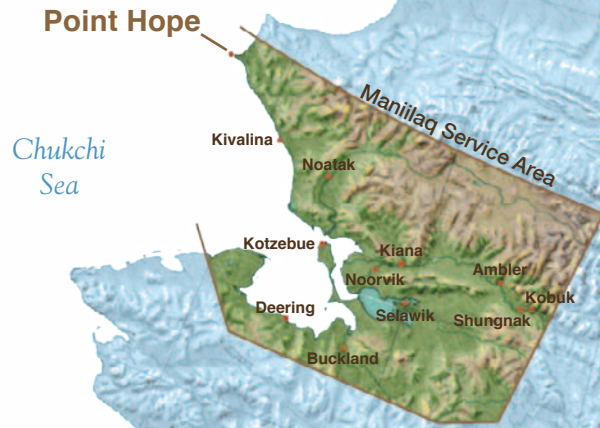 Point Hope
Maniilaq Service Area
Kivalina
Chukchi
Sea
Noatak
Kotzebue
Kiana
Noorvik
Ambler
Kobuk
Deering
Selawik
Shungnak
Buckland